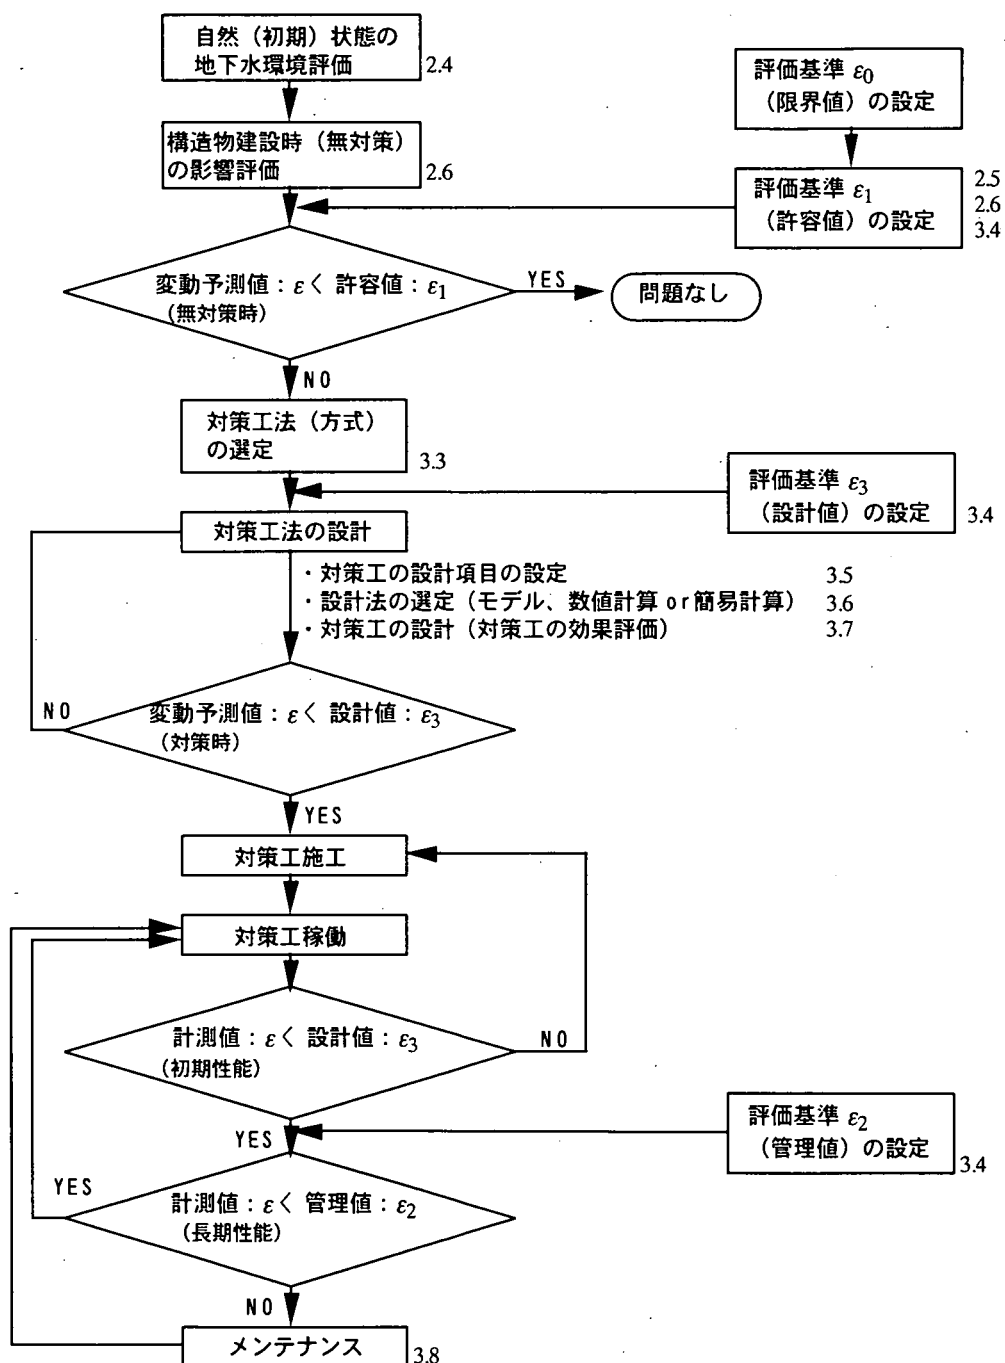 自然（初期）状態の
地下水環境評価
2.4
評価基準 ε0
（限界値）の設定
構造物建設時（無対策）
の影響評価
2.6
評価基準 ε1
（許容値）の設定
2.5
2.6
3.4
変動予測値：ε＜ 許容値：ε1
(無対策時)
YES
問題なし
NO
対策工法（方式）
の選定
3.3
評価基準 ε3
（設計値）の設定
3.4
対策工法の設計
・対策工の設計項目の設定 3.5
・設計法の選定（モデル、数値計算 or 簡易計算） 3.6
・対策工の設計（対策工の効果評価） 3.7
NO
変動予測値：ε＜ 設計値：ε3
(対策時)
YES
対策工施工
対策工稼働
計測値：ε＜ 設計値：ε3
(初期性能)
NO
YES
評価基準 ε2
（管理値）の設定
3.4
YES
計測値：ε＜ 管理値：ε2
(長期性能)
NO
メンテナンス
3.8